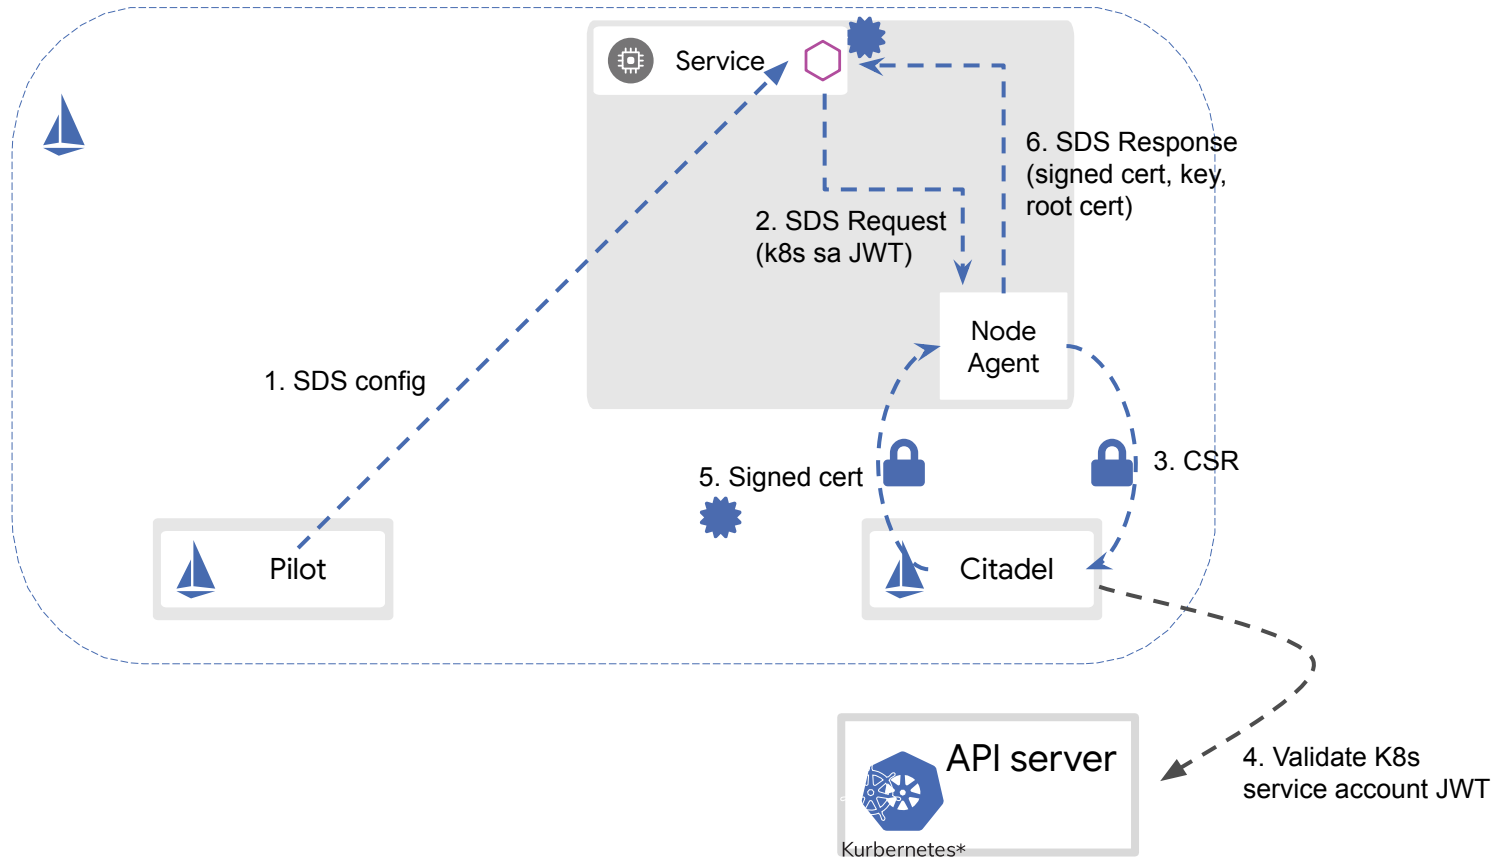 Service
6. SDS Response
(signed cert, key,
root cert)
2. SDS Request
(k8s sa JWT)
Node
Agent
1. SDS config
5. Signed cert
3. CSR
Pilot
Citadel
API server
4. Validate K8s
service account JWT
Kurbernetes*